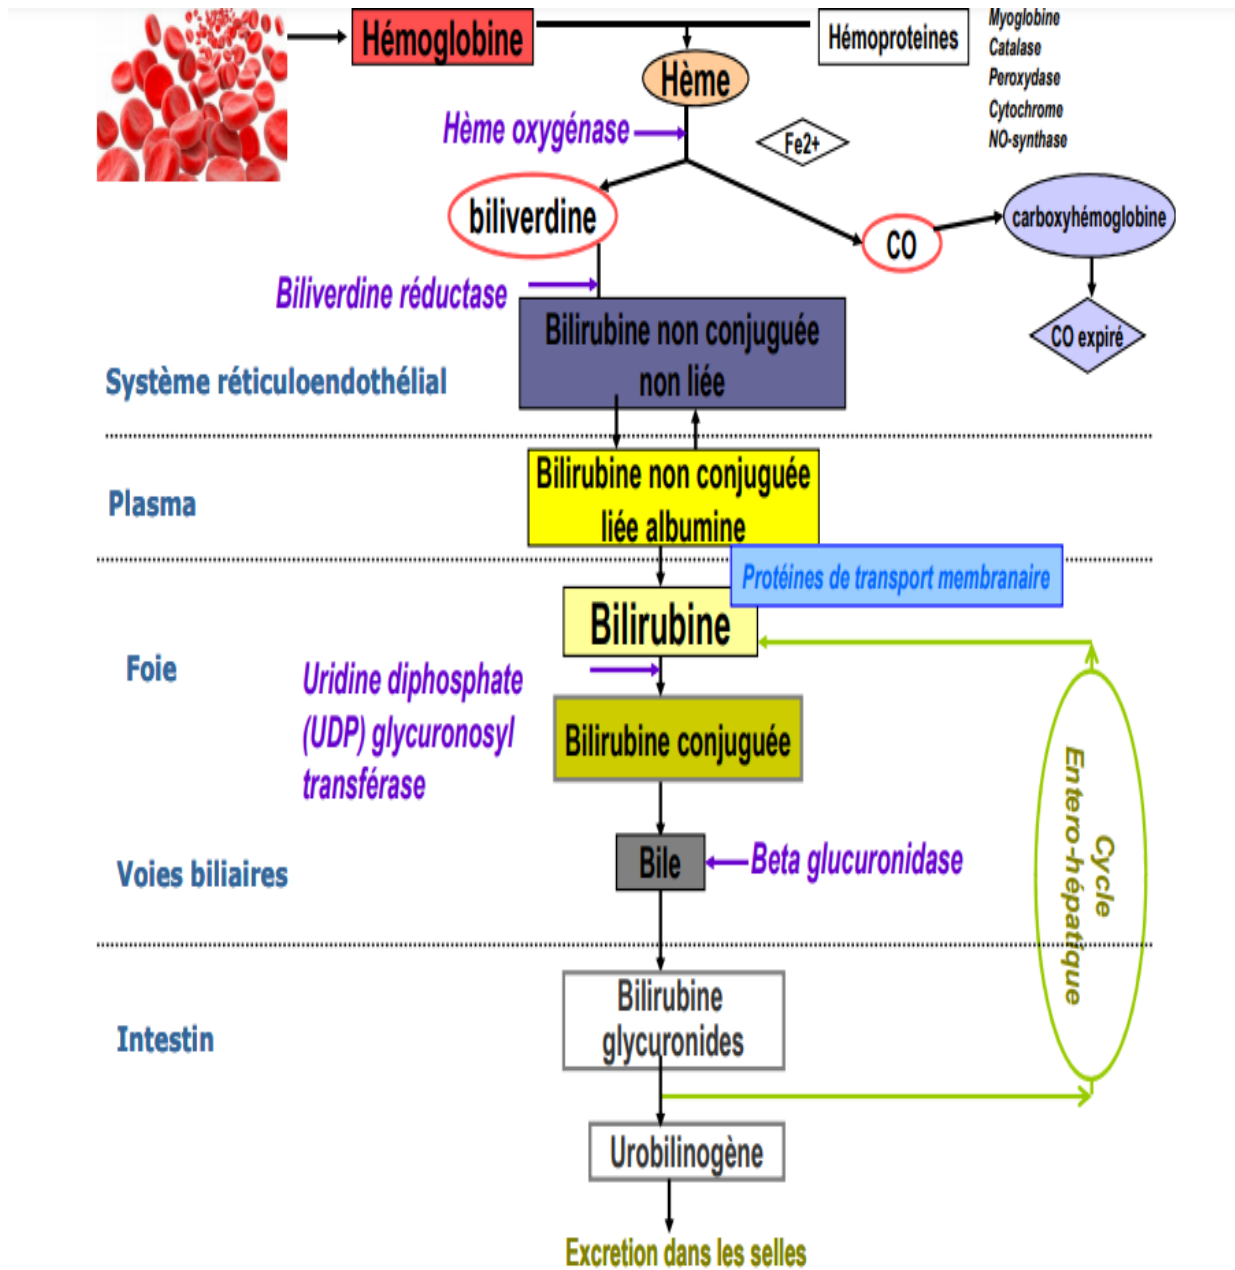 Hémoglobine
Hémoproteines
Myoglobine
Catalase
Peroxydase
Cytochrome
NO-synthase
Hème
Hème oxygénase
Fe2+
biliverdine
CO
carboxyhémoglobine
Biliverdine réductase
CO expiré
Bilirubine non conjuguée
non liée
Système réticuloendothélial
Bilirubine non conjuguée
liée albumine
Plasma
Protéines de transport membranaire
Bilirubine
Foie
Uridine diphosphate
(UDP) glycuronosyl
transférase
Bilirubine conjuguée
Cycle
Entero-hépatique
Voies biliaires
Bile
Beta glucuronidase
Bilirubine
glycuronides
Intestin
Urobilinogène
Excretion dans les selles